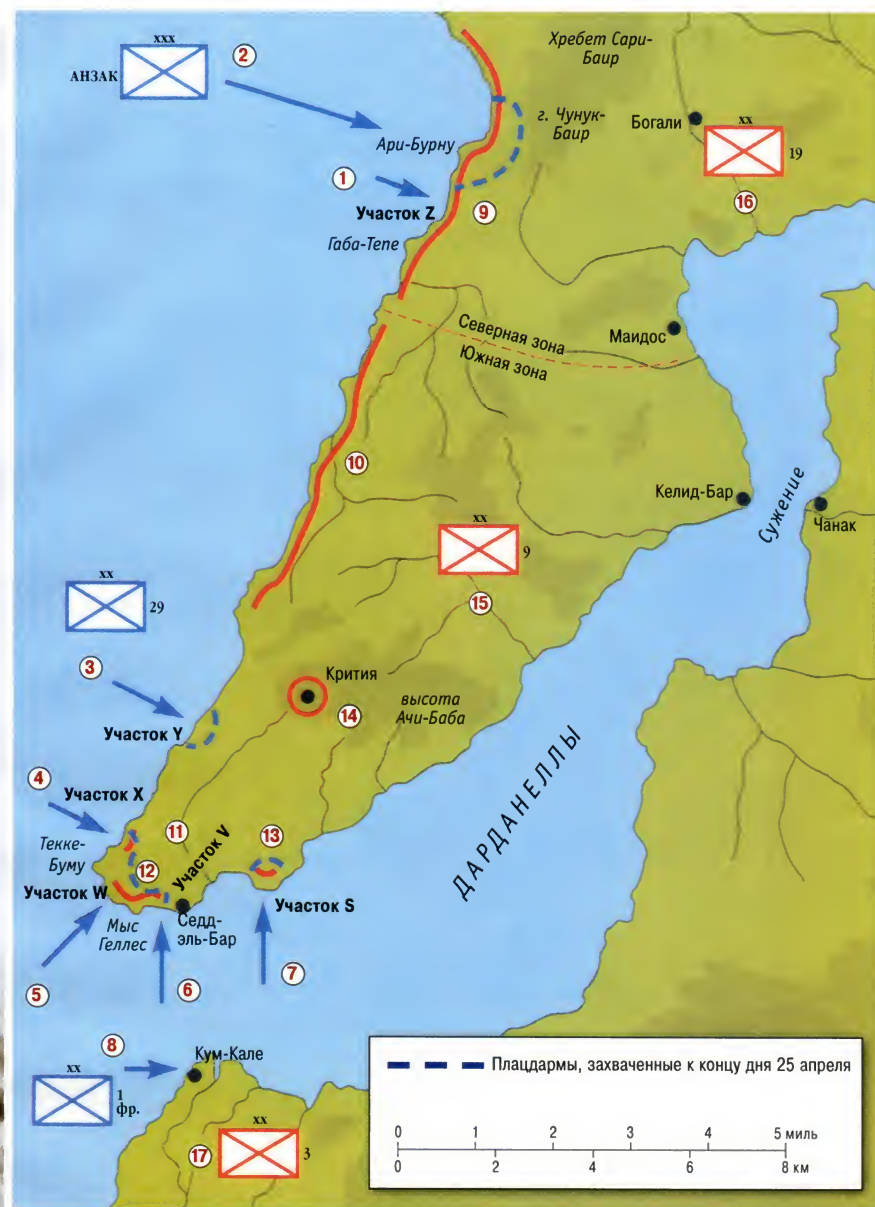 xxx
АНЗАК
2
Хребет Сари-
Баир
г. Чунук-
Баир
Богали
xx
19
Ари-Бурну
1
Участок Z
9
16
Габа-Тепе
Северная зона
Южная зона
Маидос
10
Келид-Бар
Сужение
Чанак
xx
9
15
xx
29
3
Крития
14
высота
Ачи-Баба
Участок Y
4
Участок X
11
13
Текке-
Буму
12
Участок V
Участок W
Участок S
Мыс
Геллес
Седд-
эль-Бар
ДАРДАНЕЛЛЫ
5
6
7
8
Кум-Кале
xx
1
фр.
17
xx
3
Плацдармы, захваченные к концу дня 25 апреля
0 1 2 3 4 5 миль
0 2 4 6 8 км